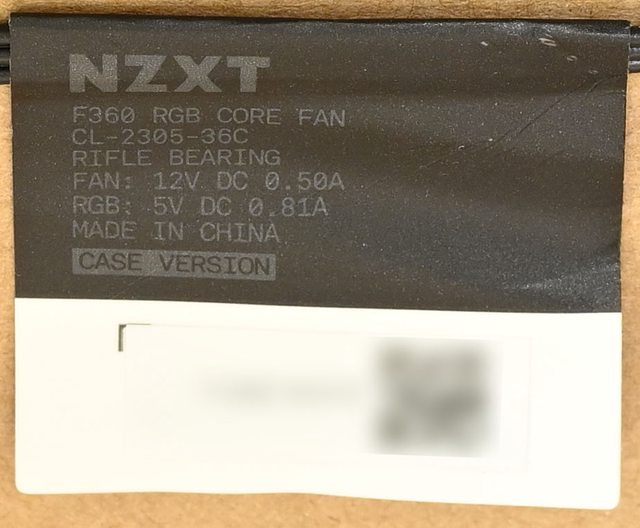 NZXT
F360 RGB CORE FAN
CL-2305-36C
RIFLE BEARING
FAN: 12V DC 0.50A
RGB: 5V DC 0.81A
MADE IN CHINA
CASE VERSION